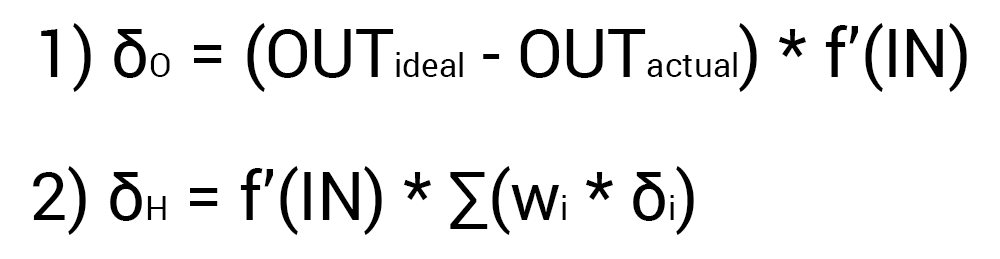 1) δO = (OUTideal - OUTactual) * f'(IN)
2) δH = f'(IN) * ∑(wi * δi)